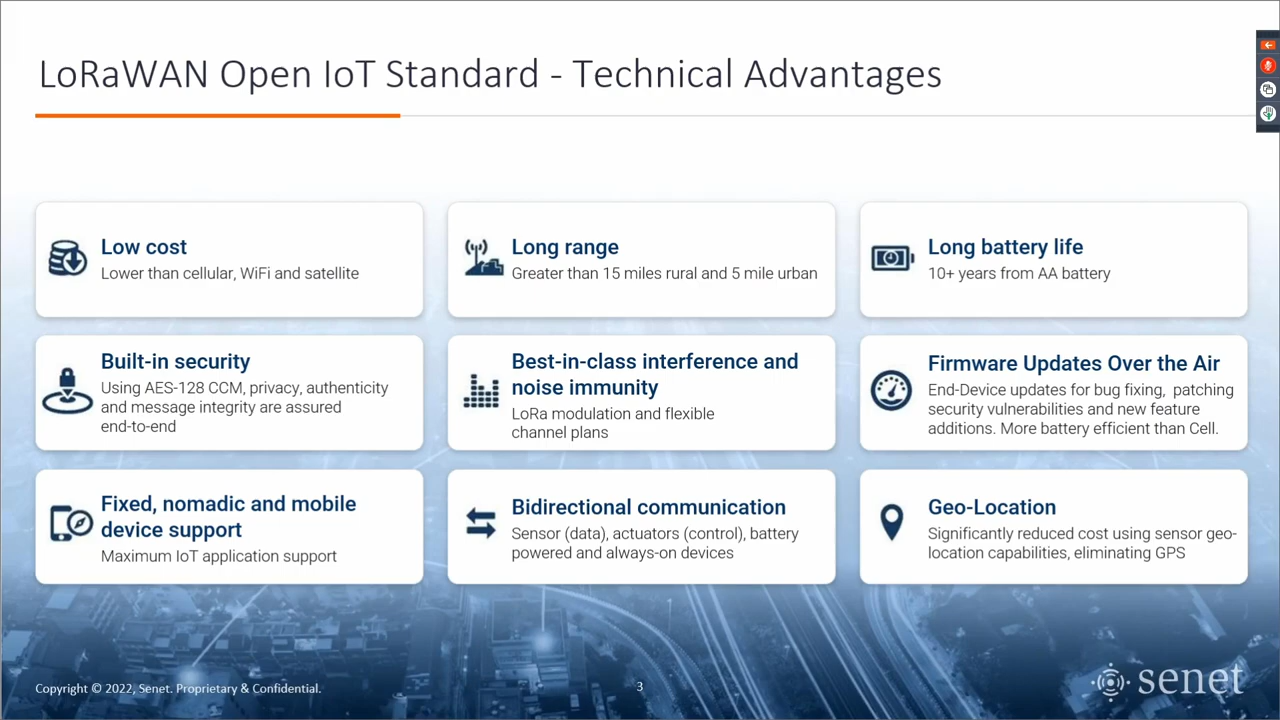 LoRaWAN Open IoT Standard - Technical Advantages
Low cost
Lower than cellular, WiFi and satellite
Long range
Greater than 15 miles rural and 5 mile urban
Long battery life
10+ years from AA battery
Built-in security
Using AES-128 CCM, privacy, authenticity
and message integrity are assured
end-to-end
Best-in-class interference and
noise immunity
LoRa modulation and flexible
channel plans
Firmware Updates Over the Air
End-Device updates for bug fixing, patching
security vulnerabilities and new feature
additions. More battery efficient than Cell.
Fixed, nomadic and mobile
device support
Maximum IoT application support
Bidirectional communication
Sensor (data), actuators (control), battery
powered and always-on devices
Geo-Location
Significantly reduced cost using sensor geo-
location capabilities, eliminating GPS
Copyright © 2022, Senet. Proprietary & Confidential.
3
senet